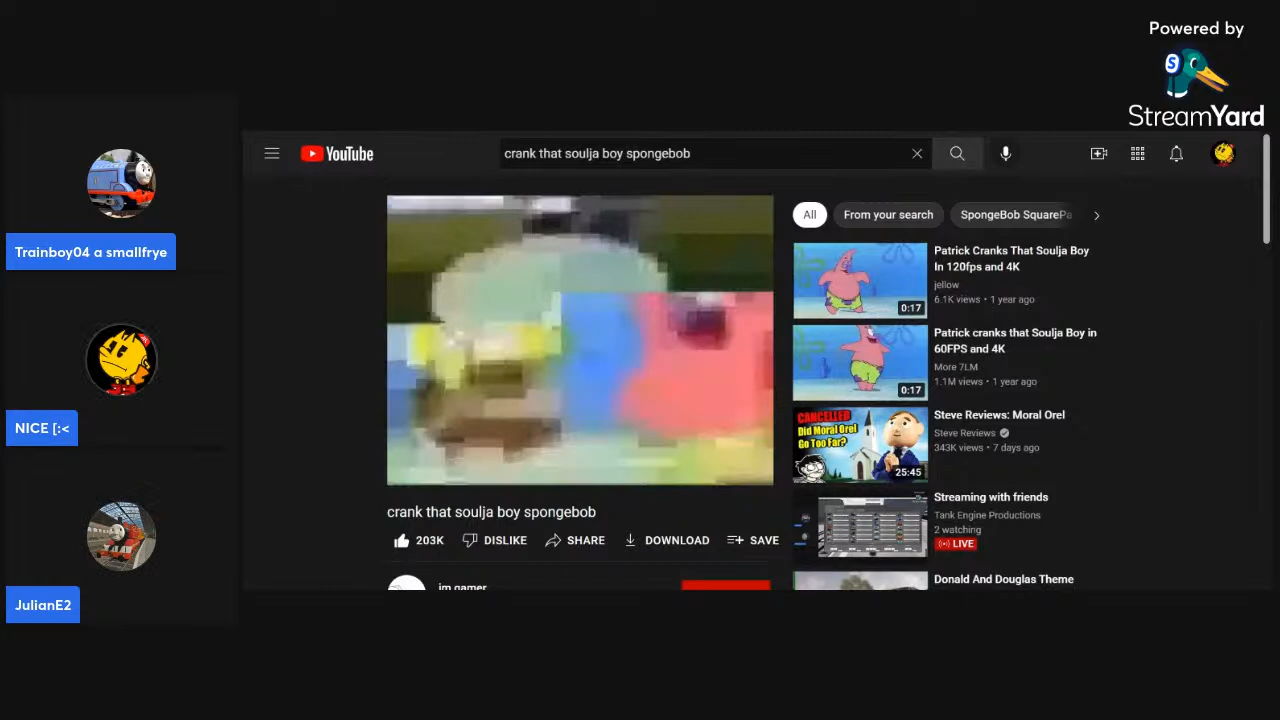 Powered by
S
StreamYard
Trainboy04 a smallfrye
NICE [:<
JulianE2
YouTube
crank that soulja boy spongebob
crank that soulja boy spongebob
203K
DISLIKE
SHARE
DOWNLOAD
SAVE
im gamer
All
From your search
SpongeBob SquarePa
Patrick Cranks That Soulja Boy
In 120fps and 4K
jellow
6.1K views • 1 year ago
0:17
Patrick cranks that Soulja Boy in
60FPS and 4K
More 7LM
1.1M views • 1 year ago
0:17
CANCELLED
Did Moral Orel
Go Too Far?
25:45
Steve Reviews: Moral Orel
Steve Reviews
343K views • 7 days ago
Streaming with friends
Tank Engine Productions
2 watching
LIVE
Donald And Douglas Theme